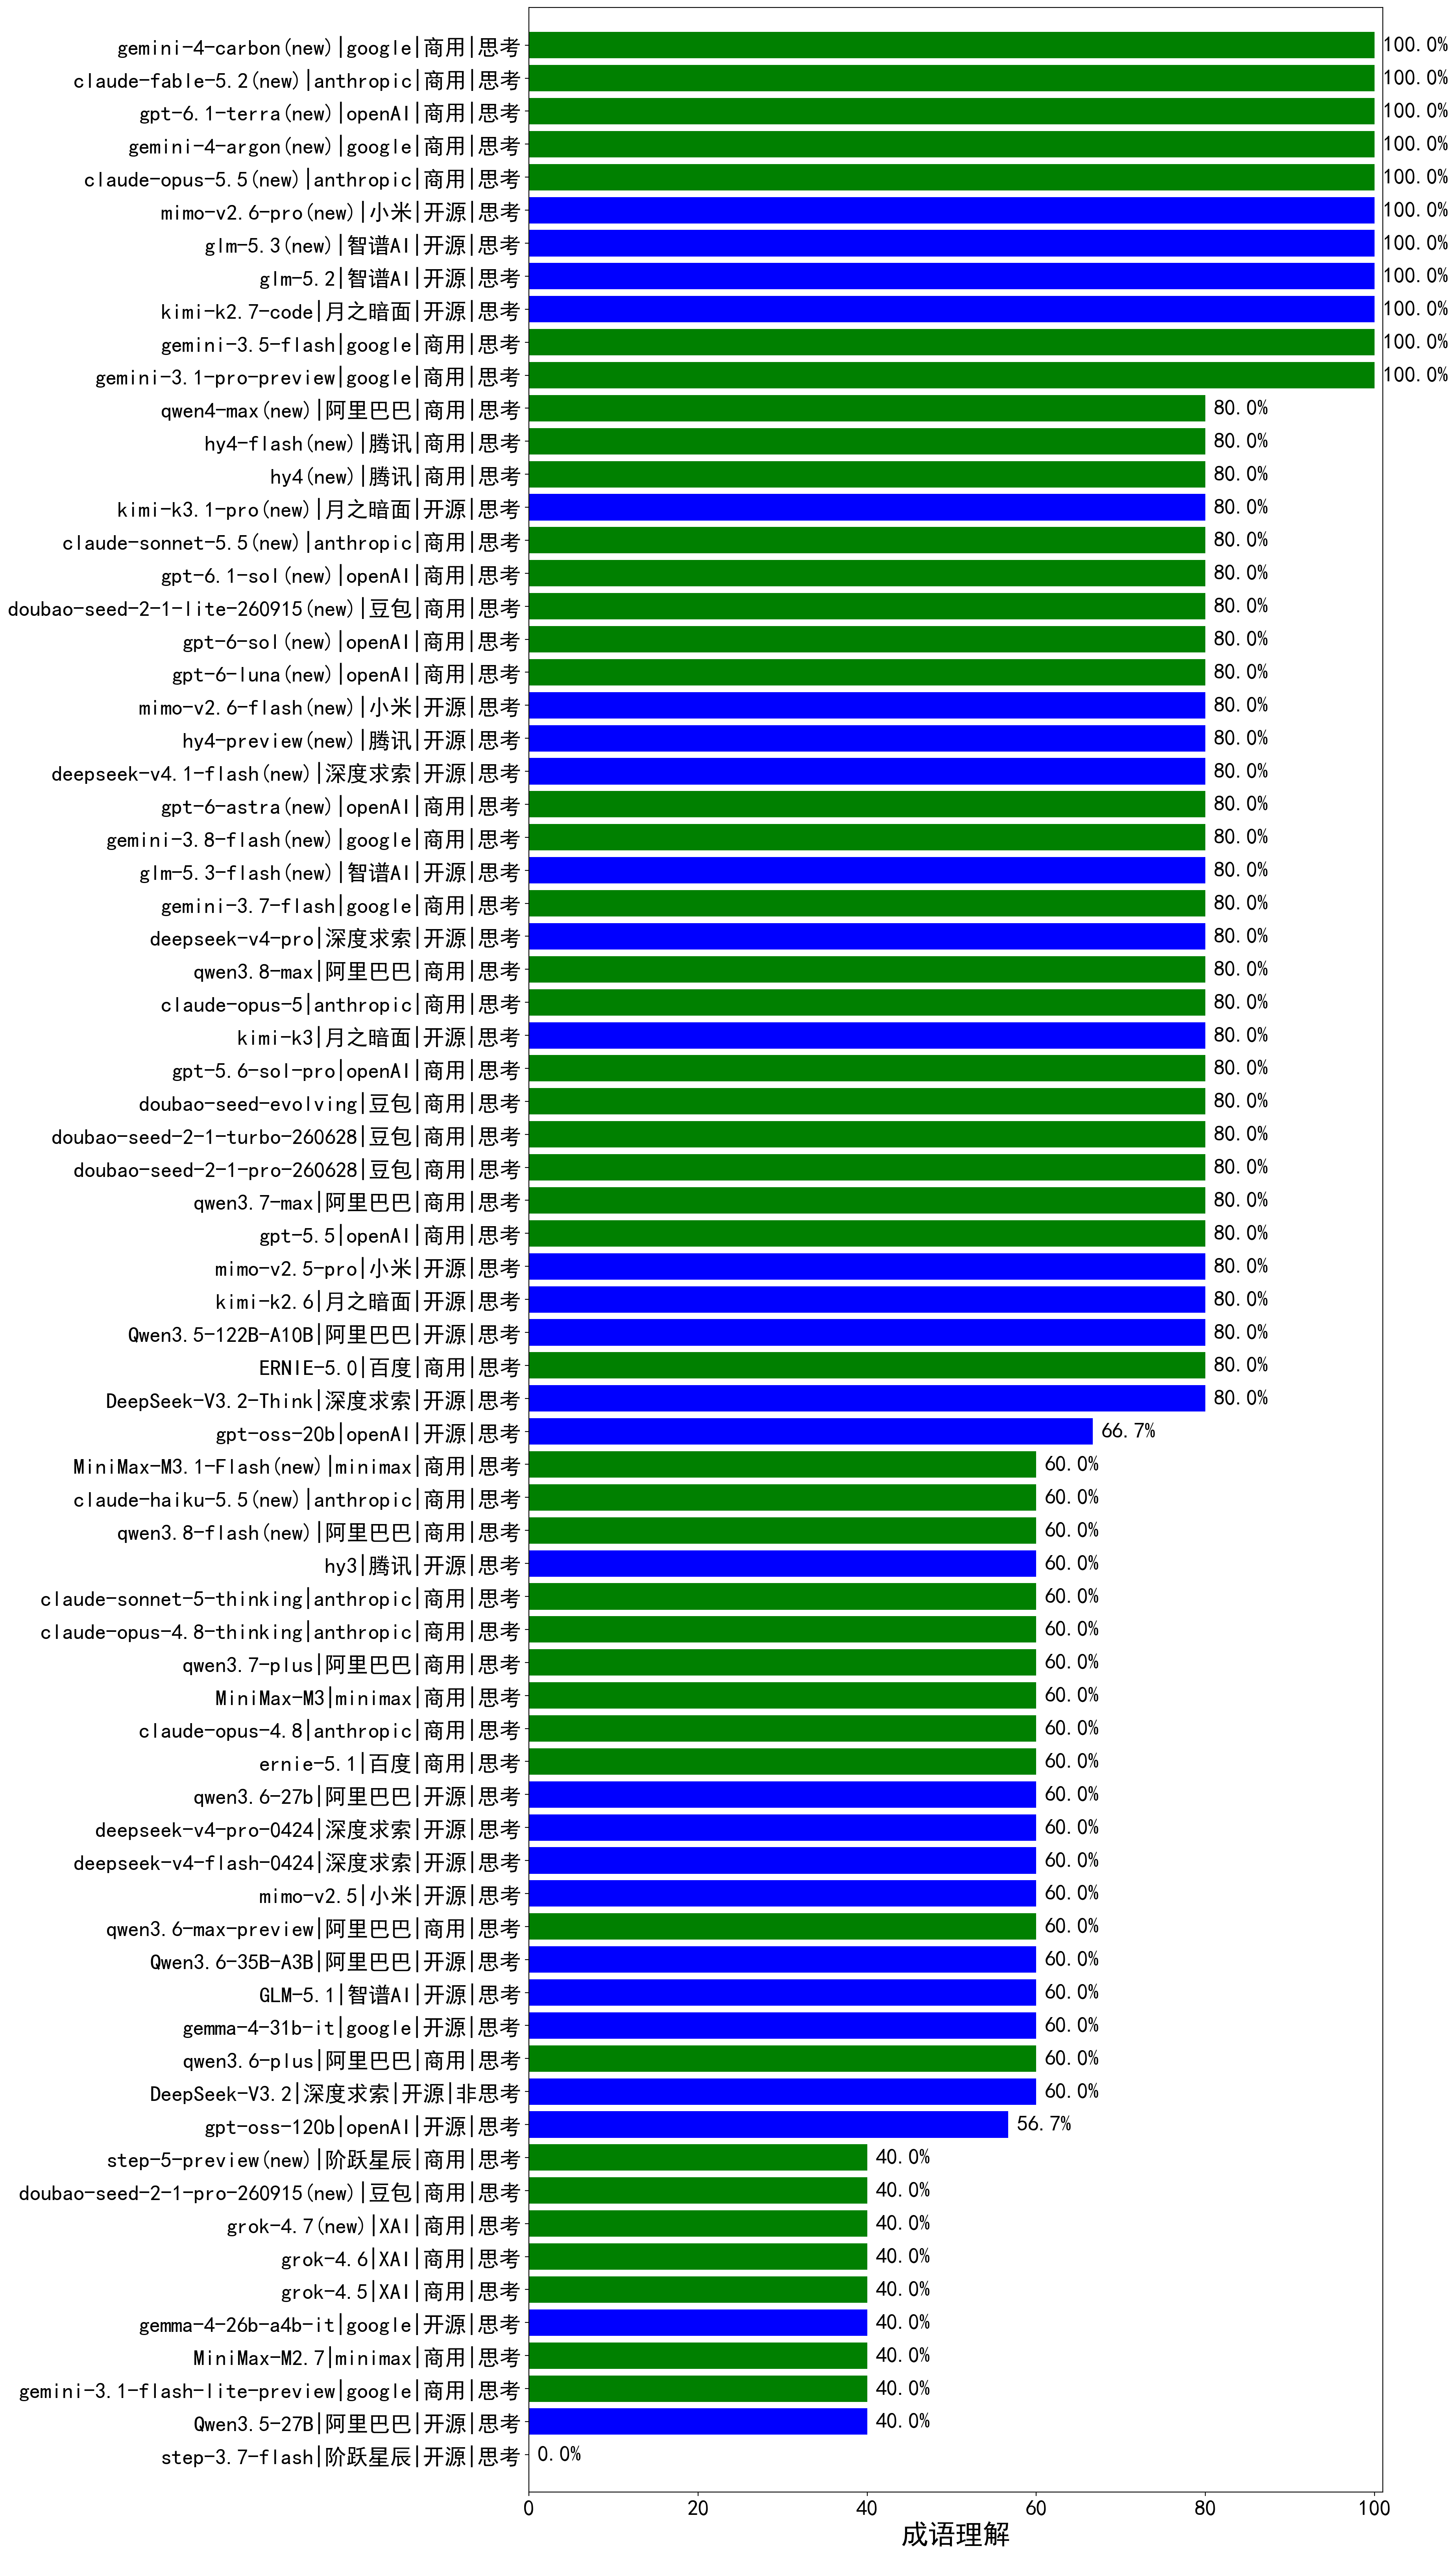 gemini-4-carbon(new)|google|商用|思考 100.0%
claude-fable-5.2(new)|anthropic|商用|思考 100.0%
gpt-6.1-terra(new)|openAI|商用|思考 100.0%
gemini-4-argon(new)|google|商用|思考 100.0%
claude-opus-5.5(new)|anthropic|商用|思考 100.0%
mimo-v2.6-pro(new)|小米|开源|思考 100.0%
glm-5.3(new)|智谱AI|开源|思考 100.0%
glm-5.2|智谱AI|开源|思考 100.0%
kimi-k2.7-code|月之暗面|开源|思考 100.0%
gemini-3.5-flash|google|商用|思考 100.0%
gemini-3.1-pro-preview|google|商用|思考 100.0%
qwen4-max(new)|阿里巴巴|商用|思考 80.0%
hy4-flash(new)|腾讯|商用|思考 80.0%
hy4(new)|腾讯|商用|思考 80.0%
kimi-k3.1-pro(new)|月之暗面|开源|思考 80.0%
claude-sonnet-5.5(new)|anthropic|商用|思考 80.0%
gpt-6.1-sol(new)|openAI|商用|思考 80.0%
doubao-seed-2-1-lite-260915(new)|豆包|商用|思考 80.0%
gpt-6-sol(new)|openAI|商用|思考 80.0%
gpt-6-luna(new)|openAI|商用|思考 80.0%
mimo-v2.6-flash(new)|小米|开源|思考 80.0%
hy4-preview(new)|腾讯|开源|思考 80.0%
deepseek-v4.1-flash(new)|深度求索|开源|思考 80.0%
gpt-6-astra(new)|openAI|商用|思考 80.0%
gemini-3.8-flash(new)|google|商用|思考 80.0%
glm-5.3-flash(new)|智谱AI|开源|思考 80.0%
gemini-3.7-flash|google|商用|思考 80.0%
deepseek-v4-pro|深度求索|开源|思考 80.0%
qwen3.8-max|阿里巴巴|商用|思考 80.0%
claude-opus-5|anthropic|商用|思考 80.0%
kimi-k3|月之暗面|开源|思考 80.0%
gpt-5.6-sol-pro|openAI|商用|思考 80.0%
doubao-seed-evolving|豆包|商用|思考 80.0%
doubao-seed-2-1-turbo-260628|豆包|商用|思考 80.0%
doubao-seed-2-1-pro-260628|豆包|商用|思考 80.0%
qwen3.7-max|阿里巴巴|商用|思考 80.0%
gpt-5.5|openAI|商用|思考 80.0%
mimo-v2.5-pro|小米|开源|思考 80.0%
kimi-k2.6|月之暗面|开源|思考 80.0%
Qwen3.5-122B-A10B|阿里巴巴|开源|思考 80.0%
ERNIE-5.0|百度|商用|思考 80.0%
DeepSeek-V3.2-Think|深度求索|开源|思考 80.0%
gpt-oss-20b|openAI|开源|思考 66.7%
MiniMax-M3.1-Flash(new)|minimax|商用|思考 60.0%
claude-haiku-5.5(new)|anthropic|商用|思考 60.0%
qwen3.8-flash(new)|阿里巴巴|商用|思考 60.0%
hy3|腾讯|开源|思考 60.0%
claude-sonnet-5-thinking|anthropic|商用|思考 60.0%
claude-opus-4.8-thinking|anthropic|商用|思考 60.0%
qwen3.7-plus|阿里巴巴|商用|思考 60.0%
MiniMax-M3|minimax|商用|思考 60.0%
claude-opus-4.8|anthropic|商用|思考 60.0%
ernie-5.1|百度|商用|思考 60.0%
qwen3.6-27b|阿里巴巴|开源|思考 60.0%
deepseek-v4-pro-0424|深度求索|开源|思考 60.0%
deepseek-v4-flash-0424|深度求索|开源|思考 60.0%
mimo-v2.5|小米|开源|思考 60.0%
qwen3.6-max-preview|阿里巴巴|商用|思考 60.0%
Qwen3.6-35B-A3B|阿里巴巴|开源|思考 60.0%
GLM-5.1|智谱AI|开源|思考 60.0%
gemma-4-31b-it|google|开源|思考 60.0%
qwen3.6-plus|阿里巴巴|商用|思考 60.0%
DeepSeek-V3.2|深度求索|开源|非思考 60.0%
gpt-oss-120b|openAI|开源|思考 56.7%
step-5-preview(new)|阶跃星辰|商用|思考 40.0%
doubao-seed-2-1-pro-260915(new)|豆包|商用|思考 40.0%
grok-4.7(new)|XAI|商用|思考 40.0%
grok-4.6|XAI|商用|思考 40.0%
grok-4.5|XAI|商用|思考 40.0%
gemma-4-26b-a4b-it|google|开源|思考 40.0%
MiniMax-M2.7|minimax|商用|思考 40.0%
gemini-3.1-flash-lite-preview|google|商用|思考 40.0%
Qwen3.5-27B|阿里巴巴|开源|思考 40.0%
step-3.7-flash|阶跃星辰|开源|思考 0.0%
0 20 40 60 80 100
成语理解